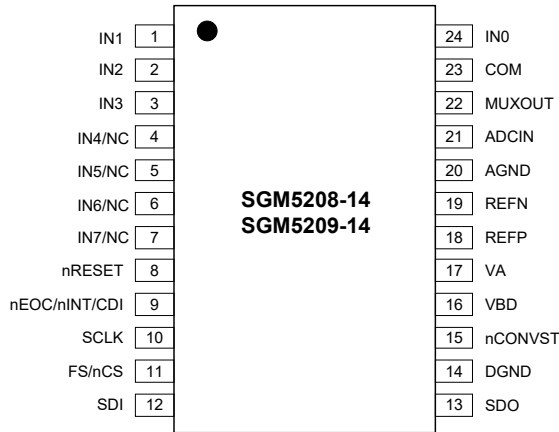 IN1 1 24 IN0
IN2 2 23 COM
IN3 3 22 MUXOUT
IN4/NC 4 21 ADCIN
IN5/NC 5 20 AGND
SGM5208-14
IN6/NC 6 19 REFN
SGM5209-14
IN7/NC 7 18 REFP
nRESET 8 17 VA
nEOC/nINT/CDI 9 16 VBD
SCLK 10 15 nCONVST
FS/nCS 11 14 DGND
SDI 12 13 SDO